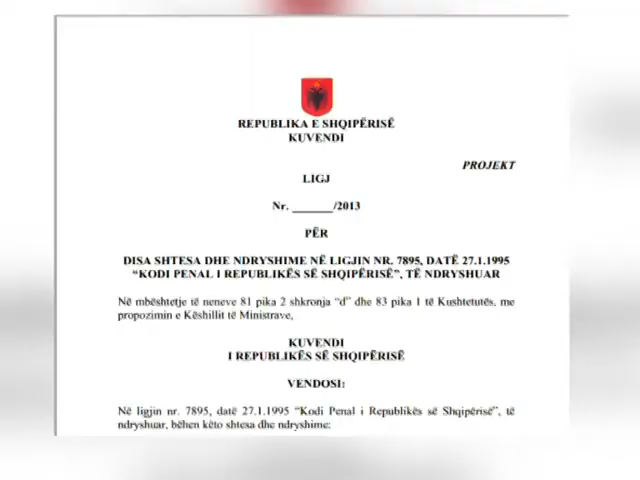 REPUBLIKA E SHQIPËRISË
KUVENDI
PROJEKT
LIGJ
Nr. _______/2013
PËR
DISA SHTESA DHE NDRYSHIME NË LIGJIN NR. 7895, DATË 27.1.1995
“KODI PENAL I REPUBLIKËS SË SHQIPËRISË”, TË NDRYSHUAR
Në mbështetje të neneve 81 pika 2 shkronja “d” dhe 83 pika 1 të Kushtetutës, me
propozimin e Këshillit të Ministrave,
KUVENDI
I REPUBLIKËS SË SHQIPËRISË
VENDOSI:
Në ligjin nr. 7895, datë 27.1.1995 “Kodi Penal i Republikës së Shqipërisë”, të
ndryshuar, bëhen këto shtesa dhe ndryshime: